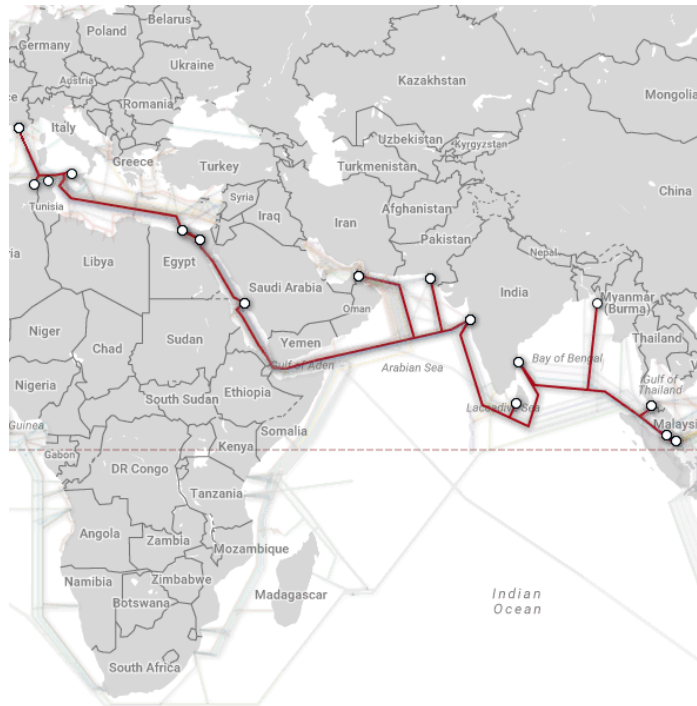 Belarus
Poland
Germany
Ukraine
Austria
Kazakhstan
Mongolia
Romania
Italy
Uzbekistan
Kyrgyzstan
Greece
Turkey
Turkmenistan
Syria
China
Tunisia
Afghanistan
Iraq
Iran
Pakistan
Libya
Egypt
Nepal
Saudi Arabia
India
Myanmar
(Burma)
Oman
Niger
Sudan
Yemen
Thailand
Chad
Gulf of Aden
Arabian Sea
Bay of Bengal
Nigeria
Ethiopia
Gulf of
Thailand
South Sudan
Laccadive Sea
Guinea
Somalia
Malaysia
Gabon
Kenya
DR Congo
Tanzania
Angola
Zambia
Mozambique
Namibia
Zimbabwe
Botswana
Madagascar
Indian
Ocean
South Africa